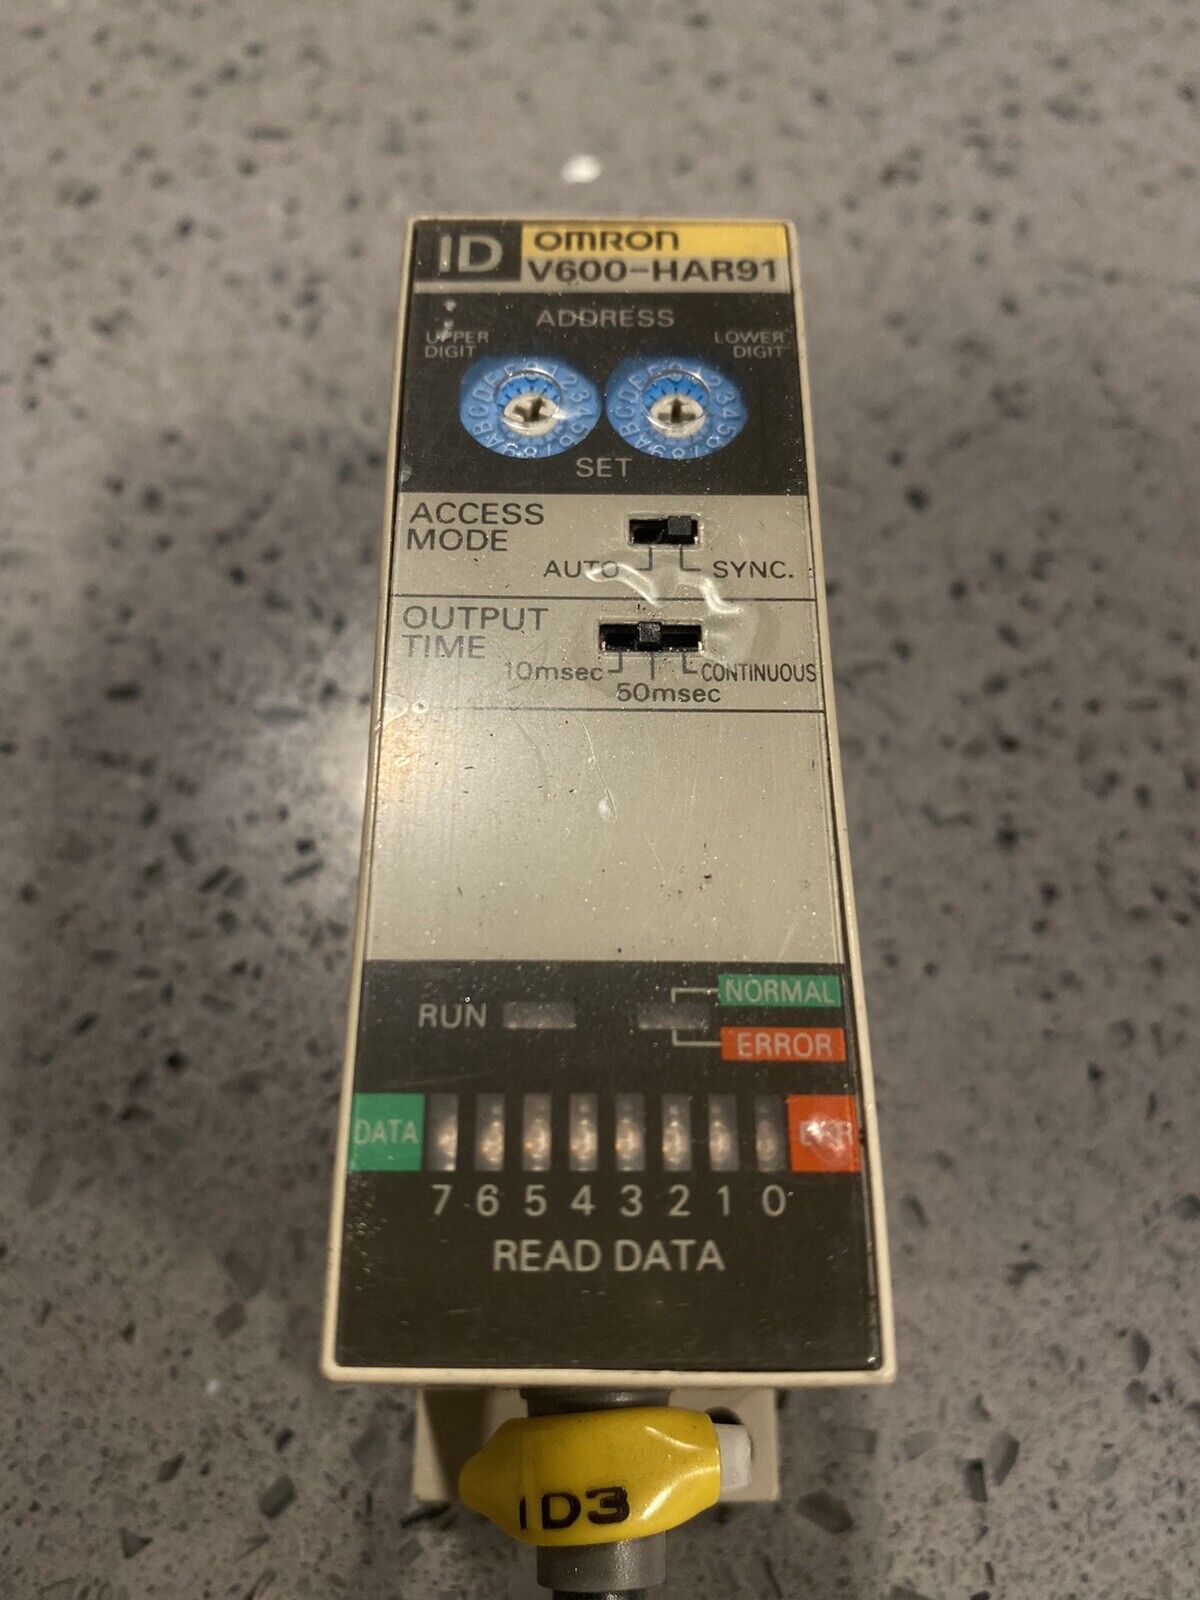 ID OMRON
V600-HAR91
ADDRESS
UPPER DIGIT
LOWER DIGIT
SET
ACCESS MODE
AUTO SYNC.
OUTPUT TIME
10msec CONTINUOUS
50msec
RUN
NORMAL
ERROR
DATA ERR
7 6 5 4 3 2 1 0
READ DATA
ID3